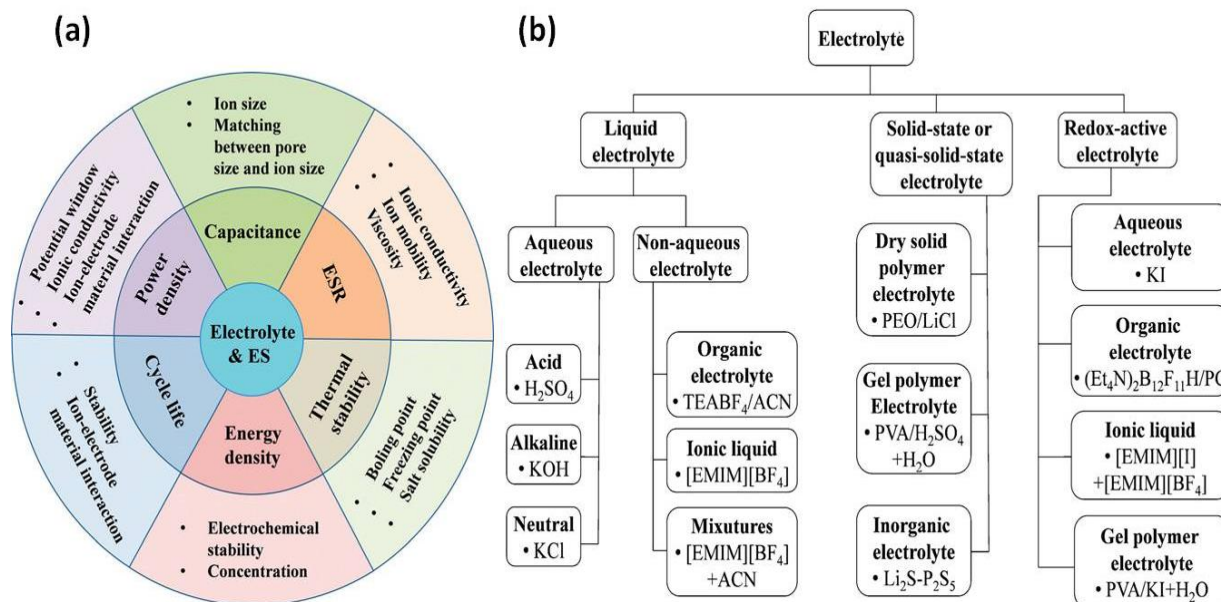 (a)
• Ion size
• Matching
between pore
size and ion size
• Ionic conductivity
• Ion mobility
• Viscosity
• Boling point
• Freezing point
• Salt solubility
• Electrochemical
stability
• Concentration
• Stability
• Ion-electrode
material interaction
• Potential window
• Ionic conductivity
• Ion-electrode
material interaction
Capacitance
ESR
Thermal
stability
Energy
density
Cycle life
Power
density
Electrolyte
& ES
(b)
Electrolyte
Liquid
electrolyte
Aqueous
electrolyte
Acid
• H₂SO₄
Alkaline
• KOH
Neutral
• KCl
Non-aqueous
electrolyte
Organic
electrolyte
• TEABF₄/ACN
Ionic liquid
• [EMIM][BF₄]
Mixutures
• [EMIM][BF₄]
+ACN
Solid-state or
quasi-solid-state
electrolyte
Dry solid
polymer
electrolyte
• PEO/LiCl
Gel polymer
Electrolyte
• PVA/H₂SO₄
+H₂O
Inorganic
electrolyte
• Li₂S-P₂S₅
Redox-active
electrolyte
Aqueous
electrolyte
• KI
Organic
electrolyte
• (Et₄N)₂B₁₂F₁₁H/PC
Ionic liquid
• [EMIM][I]
+[EMIM][BF₄]
Gel polymer
electrolyte
• PVA/KI+H₂O